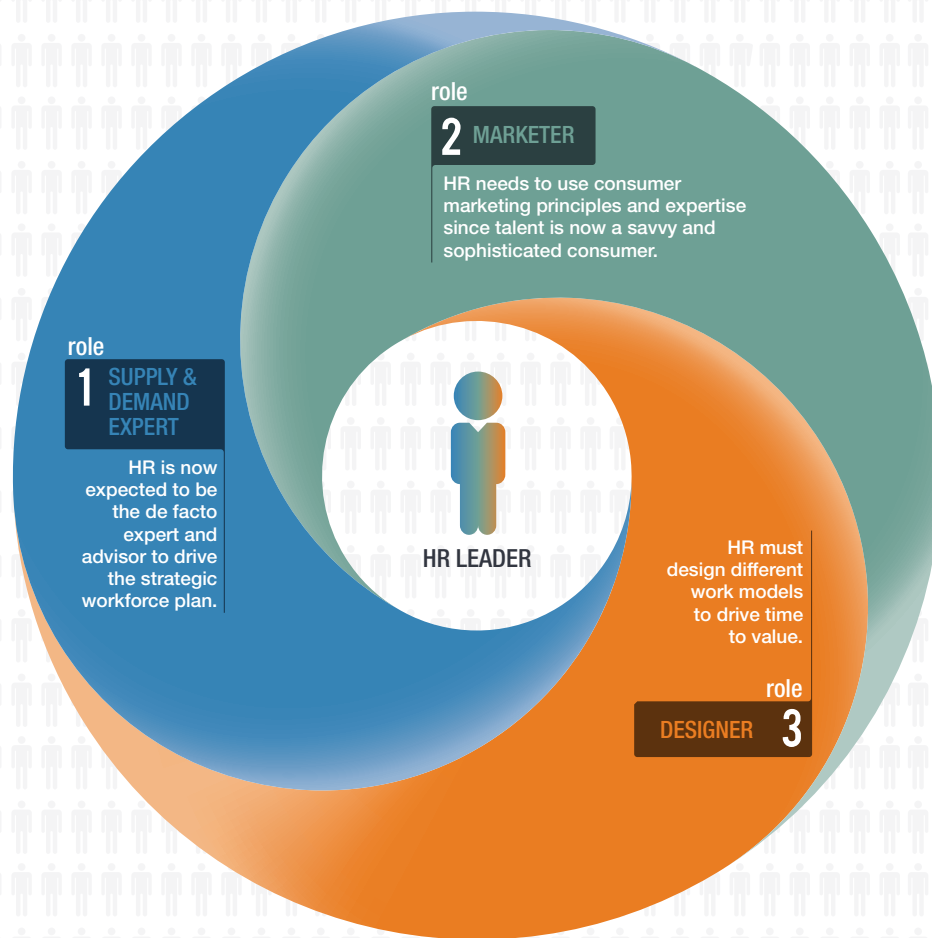 role
1 SUPPLY &
DEMAND
EXPERT
HR is now
expected to be
the de facto
expert and
advisor to drive
the strategic
workforce plan.
role
2 MARKETER
HR needs to use consumer
marketing principles and expertise
since talent is now a savvy and
sophisticated consumer.
HR LEADER
HR must
design different
work models
to drive time
to value.
role
DESIGNER 3